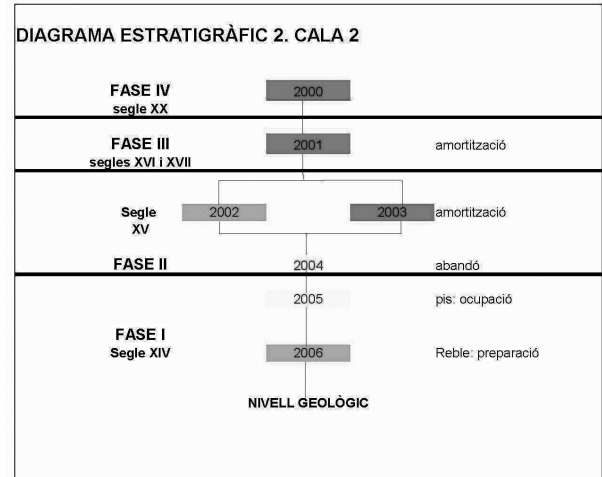 DIAGRAMA ESTRATIGRÀFIC 2. CALA 2
FASE IV
segle XX
2000
FASE III
segles XVI i XVII
2001
amortització
Segle
XV
2002
2003
amortització
FASE II
2004
abandó
2005
pis: ocupació
FASE I
Segle XIV
2006
Reble: preparació
NIVELL GEOLÒGIC